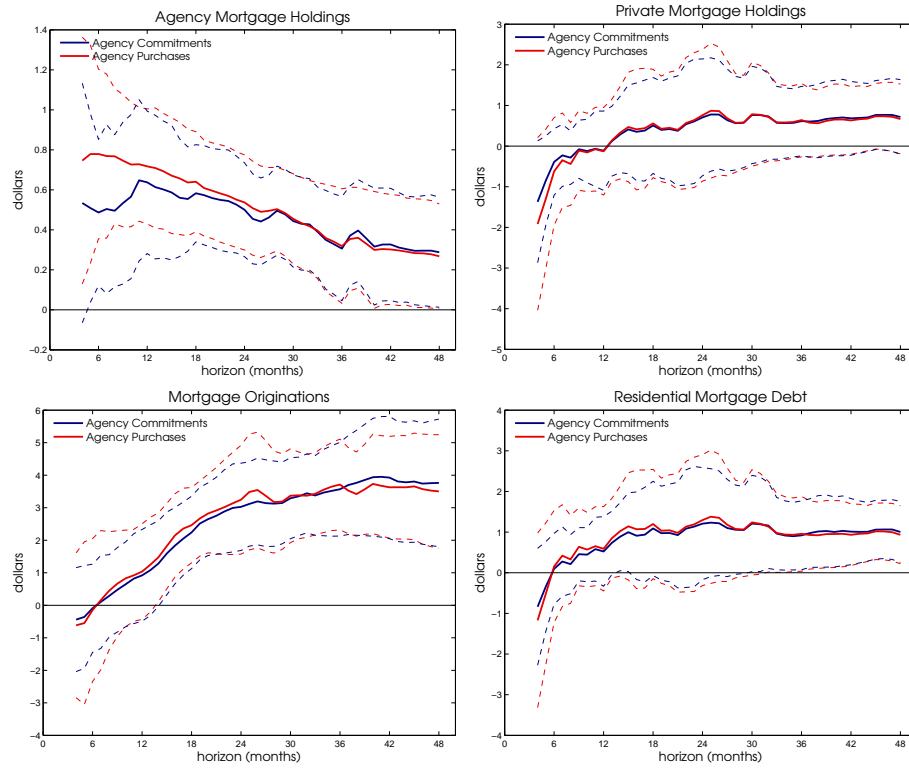 Agency Mortgage Holdings
1.4
1.2
1
0.8
0.6
0.4
0.2
0
−0.2
dollars
Agency Commitments
Agency Purchases
0 6 12 18 24 30 36 42 48
horizon (months)
Private Mortgage Holdings
3
2
1
0
−1
−2
−3
−4
−5
dollars
Agency Commitments
Agency Purchases
0 6 12 18 24 30 36 42 48
horizon (months)
Mortgage Originations
6
5
4
3
2
1
0
−1
−2
−3
−4
dollars
Agency Commitments
Agency Purchases
0 6 12 18 24 30 36 42 48
horizon (months)
Residential Mortgage Debt
4
3
2
1
0
−1
−2
−3
−4
dollars
Agency Commitments
Agency Purchases
0 6 12 18 24 30 36 42 48
horizon (months)